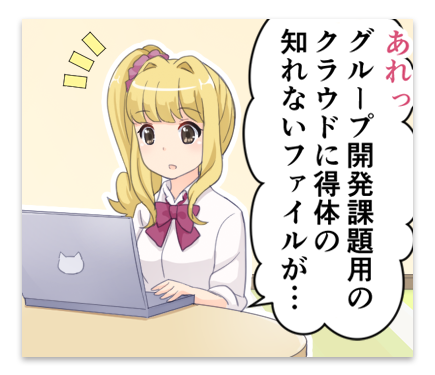 あれっ
グループ開発課題用の
クラウドに得体の
知れないファイルが…